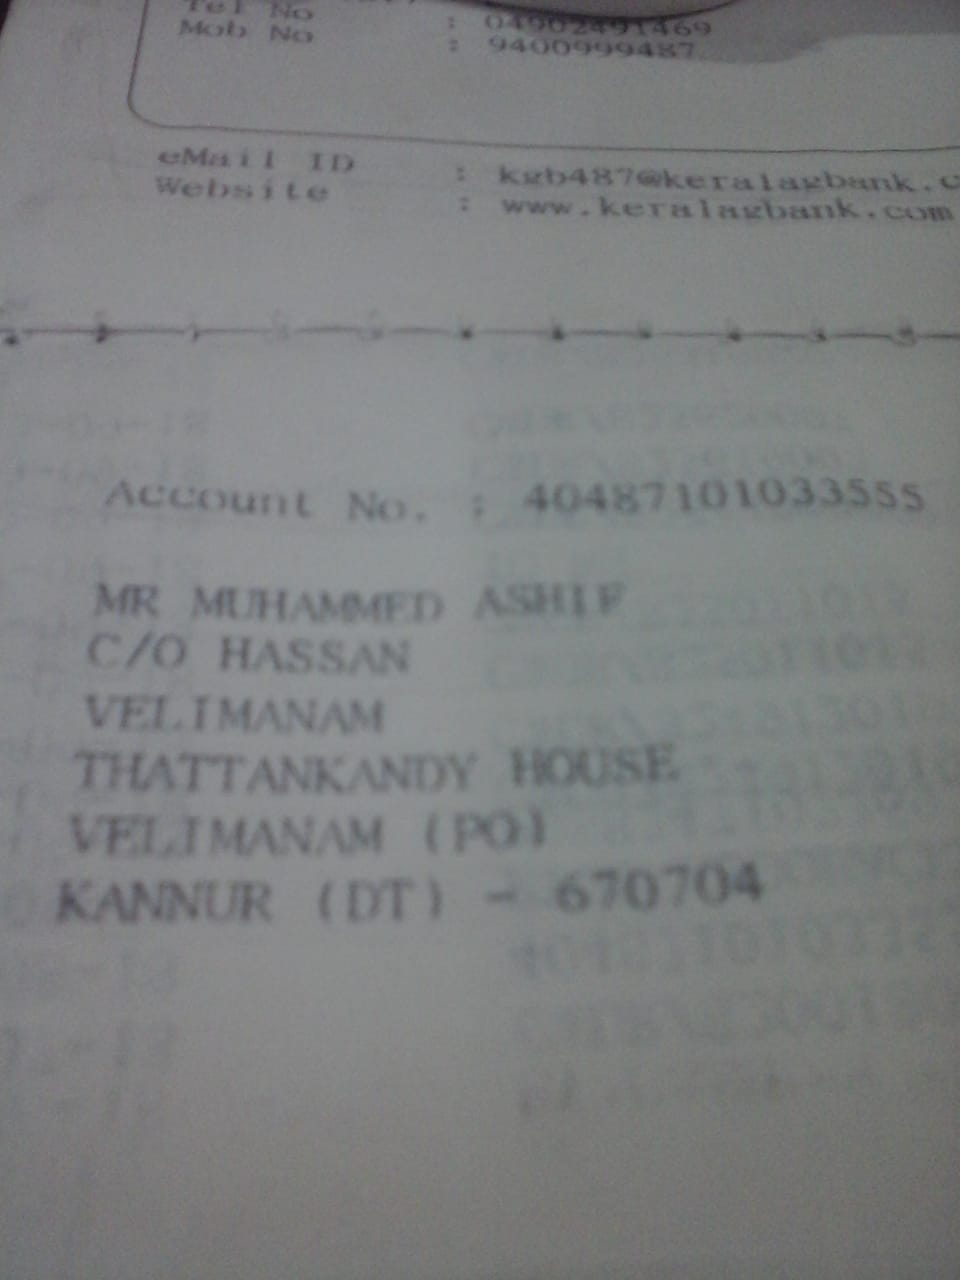 Tel No : 04902491469
Mob No : 9400999487
eMail ID : kgb487@keralagbank.c
Website : www.keralagbank.com
Account No. : 40487101033555
MR MUHAMMED ASHIF
C/O HASSAN
VELIMANAM
THATTANKANDY HOUSE
VELIMANAM (PO)
KANNUR (DT) - 670704